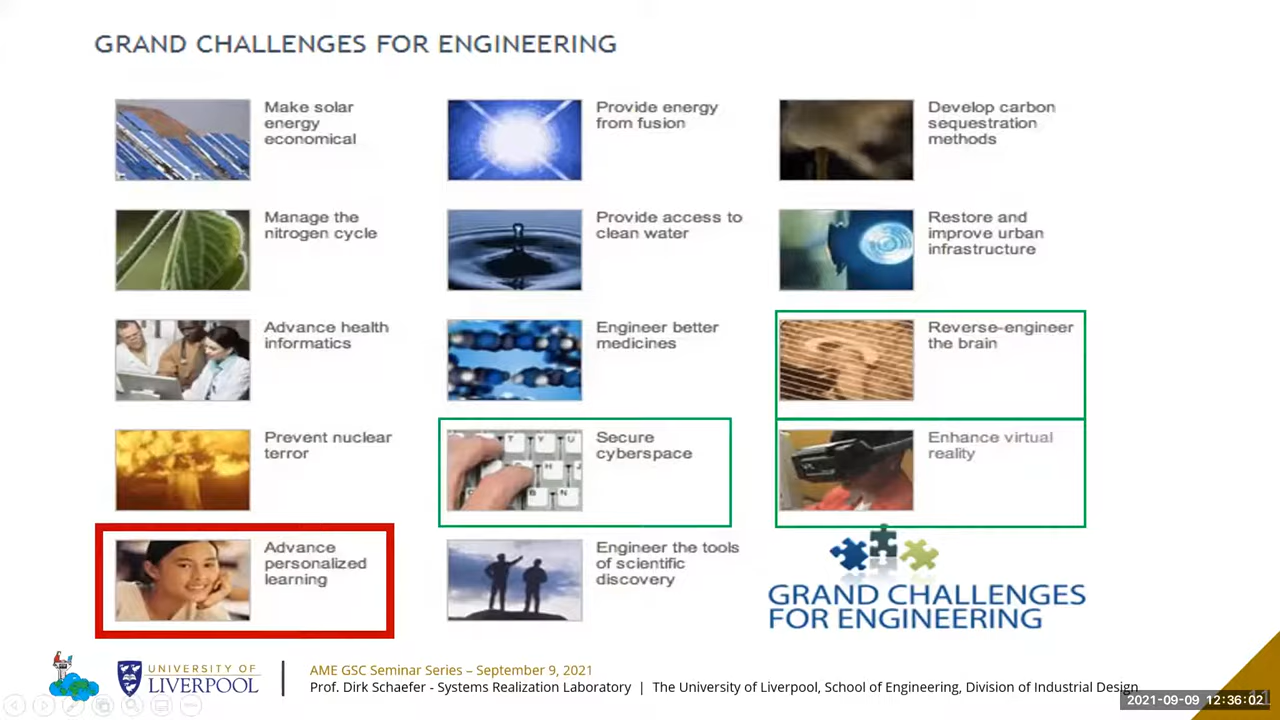 GRAND CHALLENGES FOR ENGINEERING
Make solar
energy
economical
Provide energy
from fusion
Develop carbon
sequestration
methods
Manage the
nitrogen cycle
Provide access to
clean water
Restore and
improve urban
infrastructure
Advance health
informatics
Engineer better
medicines
Reverse-engineer
the brain
Prevent nuclear
terror
T Y U
H J
B N
Secure
cyberspace
Enhance virtual
reality
Advance
personalized
learning
Engineer the tools
of scientific
discovery
GRAND CHALLENGES
FOR ENGINEERING
UNIVERSITY OF
LIVERPOOL
AME GSC Seminar Series – September 9, 2021
Prof. Dirk Schaefer - Systems Realization Laboratory | The University of Liverpool, School of Engineering, Division of Industrial Design
11
2021-09-09 12:36:02